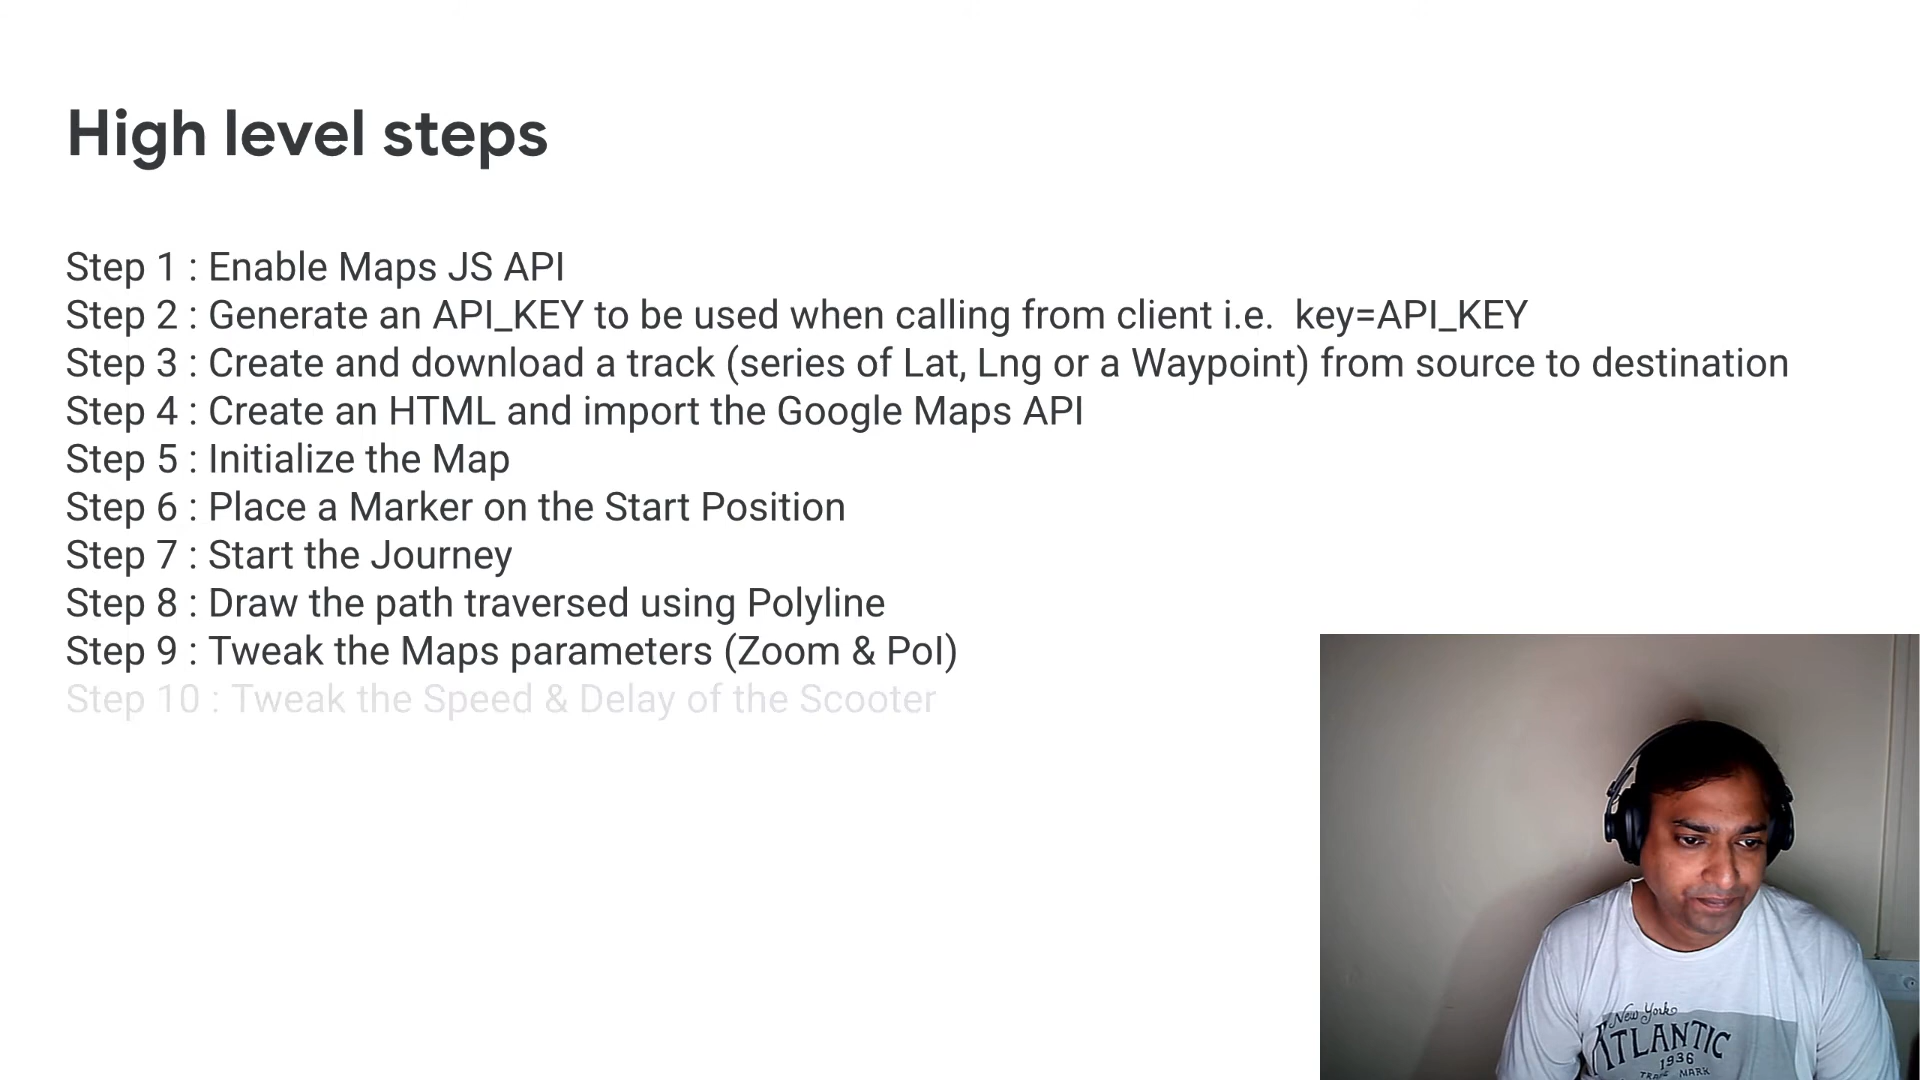 High level steps
Step 1 : Enable Maps JS API
Step 2 : Generate an API_KEY to be used when calling from client i.e.  key=API_KEY
Step 3 : Create and download a track (series of Lat, Lng or a Waypoint) from source to destination
Step 4 : Create an HTML and import the Google Maps API
Step 5 : Initialize the Map
Step 6 : Place a Marker on the Start Position
Step 7 : Start the Journey
Step 8 : Draw the path traversed using Polyline
Step 9 : Tweak the Maps parameters (Zoom & PoI)
Step 10 : Tweak the Speed & Delay of the Scooter
New York
ATLANTIC
1936
TRADE MARK